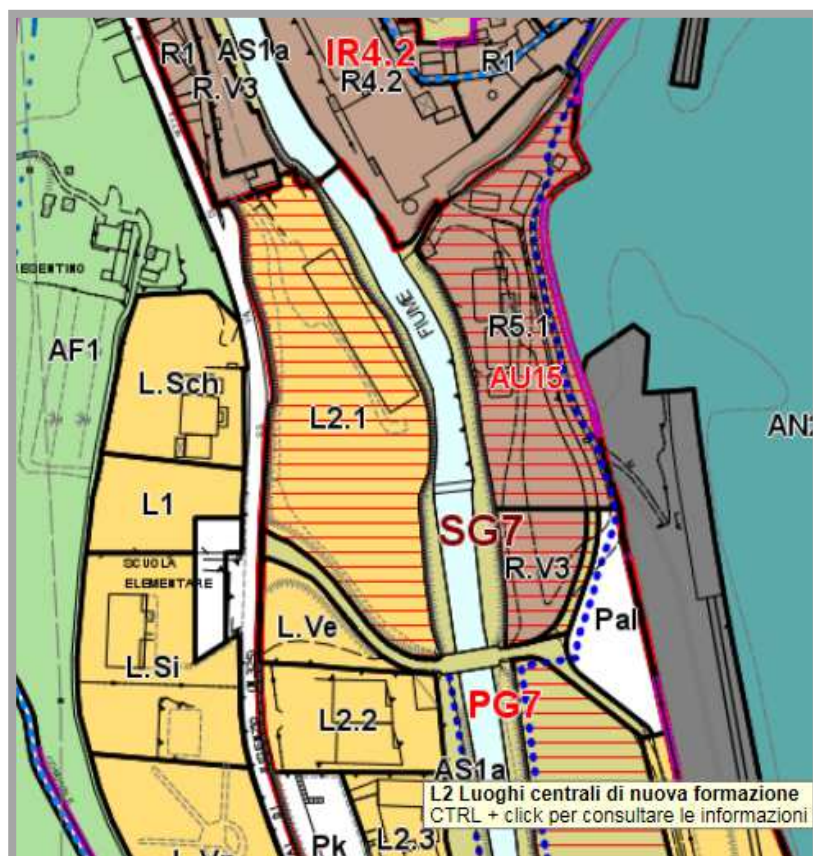 R1
AS1a
IR4.2
R4.2
R1
R.V3
FIUME
AF1
R5.1
AU15
L.Sch
L2.1
AN2
L1
SG7
SCUOLA
ELEMENTARE
R.V3
L.Ve
Pal
L.Si
L2.2
PG7
AS1a
L2 Luoghi centrali di nuova formazione
CTRL + click per consultare le informazioni
Pk
L2.3